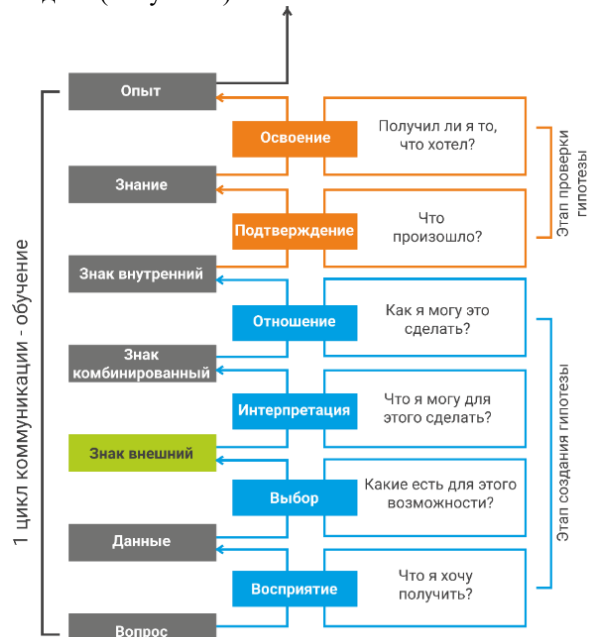 Опыт
Освоение
Получил ли я то,
что хотел?
Знание
Подтверждение
Что
произошло?
Знак внутренний
Отношение
Как я могу это
сделать?
Знак
комбинированный
Интерпретация
Что я могу для
этого сделать?
Знак внешний
Выбор
Какие есть для этого
возможности?
Данные
Восприятие
Что я хочу
получить?
Вопрос
1 цикл коммуникации - обучение
Этап проверки
гипотезы
Этап создания гипотезы